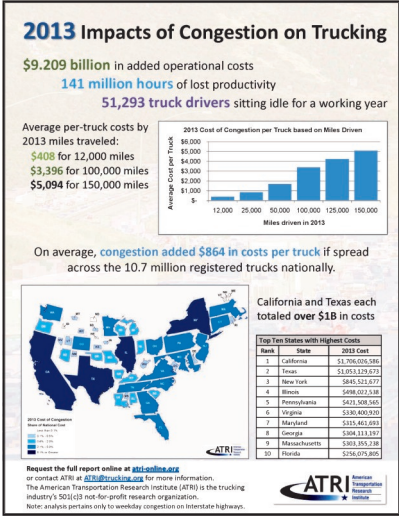 2013 Impacts of Congestion on Trucking
$9.209 billion in added operational costs
141 million hours of lost productivity
51,293 truck drivers sitting idle for a working year
Average per-truck costs by
2013 miles traveled:
$408 for 12,000 miles
$3,396 for 100,000 miles
$5,094 for 150,000 miles
2013 Cost of Congestion per Truck based on Miles Driven
Average Cost per Truck
$6,000
$5,000
$4,000
$3,000
$2,000
$1,000
$-
12,000 25,000 50,000 100,000 125,000 150,000
Miles driven in 2013
On average, congestion added $864 in costs per truck if spread
across the 10.7 million registered trucks nationally.
California and Texas each
totaled over $1B in costs
Top Ten States with Highest Costs
Rank State 2013 Cost
1 California $1,706,026,586
2 Texas $1,053,129,673
3 New York $845,521,677
4 Illinois $498,022,538
5 Pennsylvania $421,508,565
6 Virginia $330,400,920
7 Maryland $315,461,693
8 Georgia $304,113,197
9 Massachusetts $303,355,238
10 Florida $256,075,805
2013 Cost of Congestion
Share of National Cost
ATRI
Request the full report online at atri-online.org
or contact ATRI at ATRI@trucking.org for more information.
The American Transportation Research Institute (ATRI) is the trucking
industry's 501(c)3 not-for-profit research organization.
Note: analysis pertains only to weekday congestion on Interstate highways.
ATRI
American
Transportation
Research
Institute